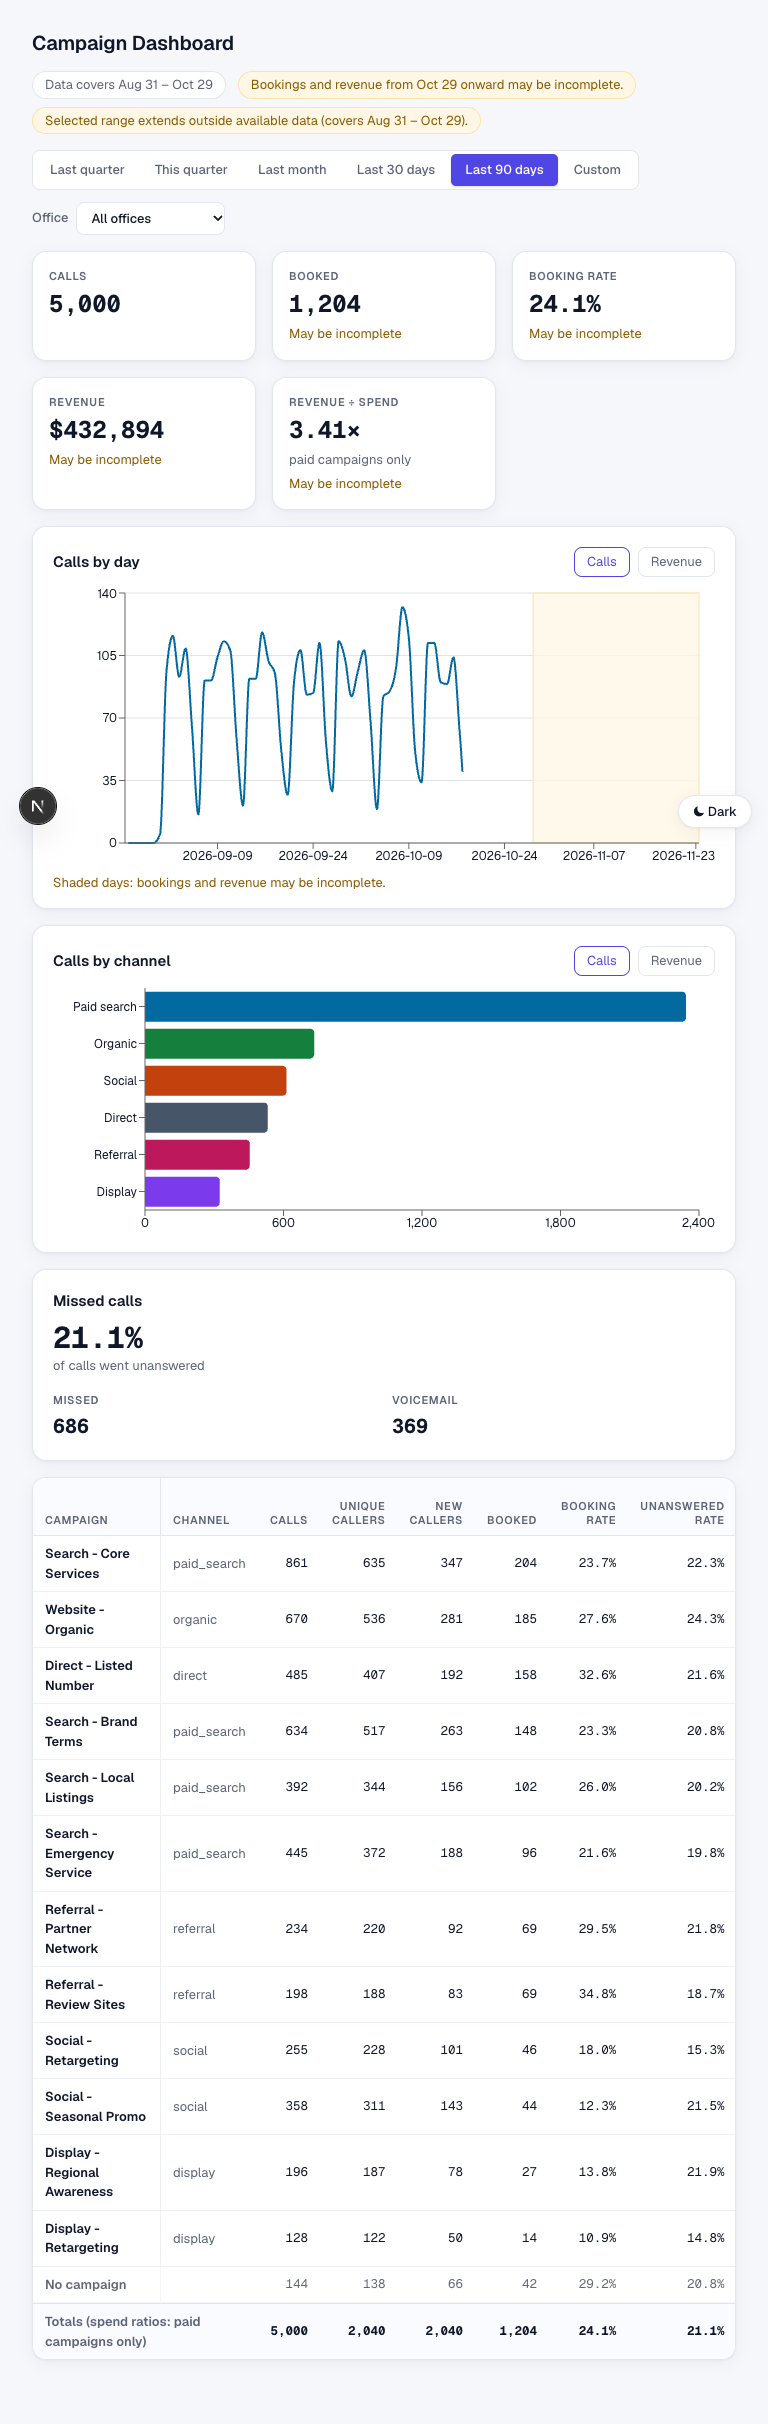 Campaign Dashboard
Data covers Aug 31 – Oct 29
Bookings and revenue from Oct 29 onward may be incomplete.
Selected range extends outside available data (covers Aug 31 – Oct 29).
Last quarter This quarter Last month Last 30 days Last 90 days Custom
Office All offices
CALLS
5,000
BOOKED
1,204
May be incomplete
BOOKING RATE
24.1%
May be incomplete
REVENUE
$432,894
May be incomplete
REVENUE ÷ SPEND
3.41×
paid campaigns only
May be incomplete
Calls by day
Calls Revenue
140
105
70
35
0
2026-09-09 2026-09-24 2026-10-09 2026-10-24 2026-11-07 2026-11-23
Shaded days: bookings and revenue may be incomplete.
N
Dark
Calls by channel
Calls Revenue
Paid search
Organic
Social
Direct
Referral
Display
0 600 1,200 1,800 2,400
Missed calls
21.1%
of calls went unanswered
MISSED
686
VOICEMAIL
369
CAMPAIGN CHANNEL CALLS UNIQUE CALLERS NEW CALLERS BOOKED BOOKING RATE UNANSWERED RATE
Search - Core Services paid_search 861 635 347 204 23.7% 22.3%
Website - Organic organic 670 536 281 185 27.6% 24.3%
Direct - Listed Number direct 485 407 192 158 32.6% 21.6%
Search - Brand Terms paid_search 634 517 263 148 23.3% 20.8%
Search - Local Listings paid_search 392 344 156 102 26.0% 20.2%
Search - Emergency Service paid_search 445 372 188 96 21.6% 19.8%
Referral - Partner Network referral 234 220 92 69 29.5% 21.8%
Referral - Review Sites referral 198 188 83 69 34.8% 18.7%
Social - Retargeting social 255 228 101 46 18.0% 15.3%
Social - Seasonal Promo social 358 311 143 44 12.3% 21.5%
Display - Regional Awareness display 196 187 78 27 13.8% 21.9%
Display - Retargeting display 128 122 50 14 10.9% 14.8%
No campaign 144 138 66 42 29.2% 20.8%
Totals (spend ratios: paid campaigns only) 5,000 2,040 2,040 1,204 24.1% 21.1%